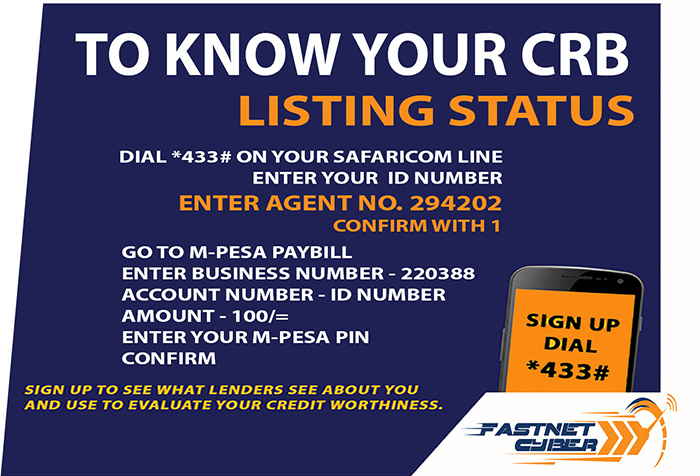 TO KNOW YOUR CRB
LISTING STATUS
DIAL *433# ON YOUR SAFARICOM LINE
ENTER YOUR ID NUMBER
ENTER AGENT NO. 294202
CONFIRM WITH 1
GO TO M-PESA PAYBILL
ENTER BUSINESS NUMBER - 220388
ACCOUNT NUMBER - ID NUMBER
AMOUNT - 100/=
ENTER YOUR M-PESA PIN
CONFIRM
SIGN UP
DIAL
*433#
SIGN UP TO SEE WHAT LENDERS SEE ABOUT YOU
AND USE TO EVALUATE YOUR CREDIT WORTHINESS.
FASTNET
CYBER